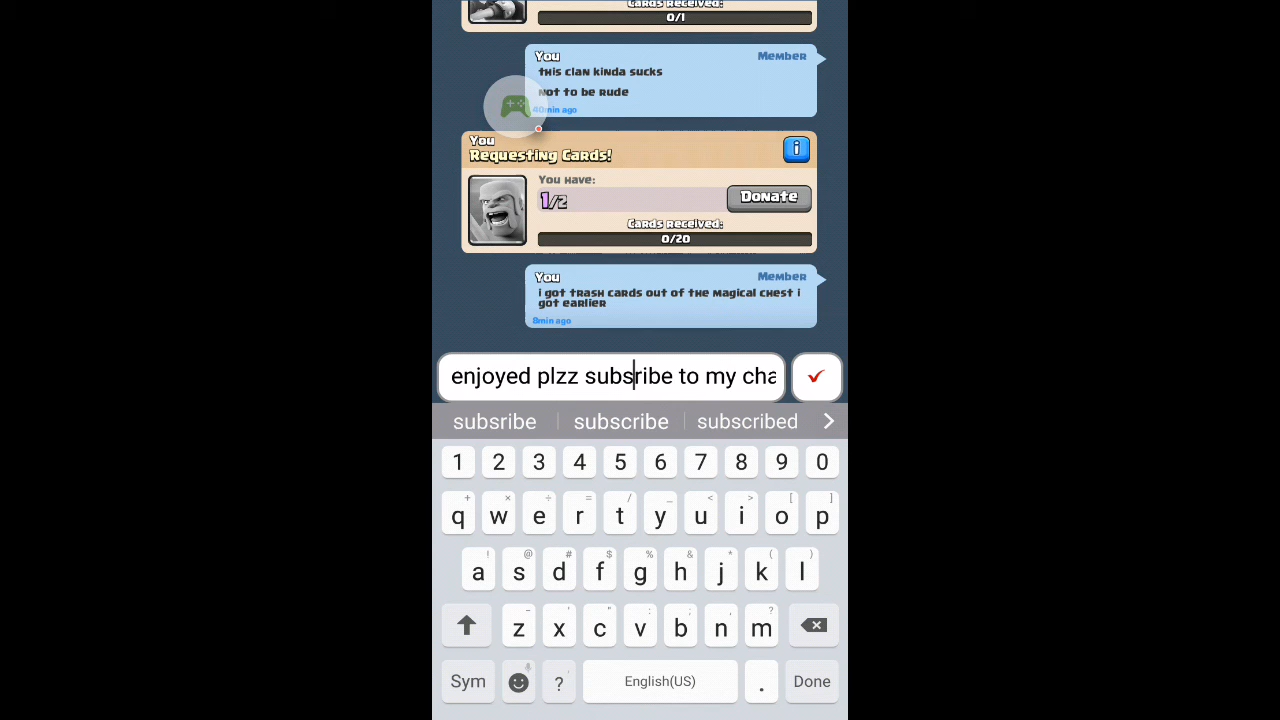 Cards Received:
0/1
You
Member
this clan kinda sucks
not to be rude
40min ago
You
Requesting Cards!
i
You have:
1/2
Donate
Cards Received:
0/20
You
Member
i got trash cards out of the magical chest i
got earlier
8min ago
enjoyed plzz subsribe to my cha
subsribe
subscribe
subscribed
1 2 3 4 5 6 7 8 9 0
+ × ÷ = / _ < > [ ]
q w e r t y u i o p
! @ # $ % & * ( )
a s d f g h j k l
- ' " : ; , ?
z x c v b n m
Sym
?
English(US)
.
Done